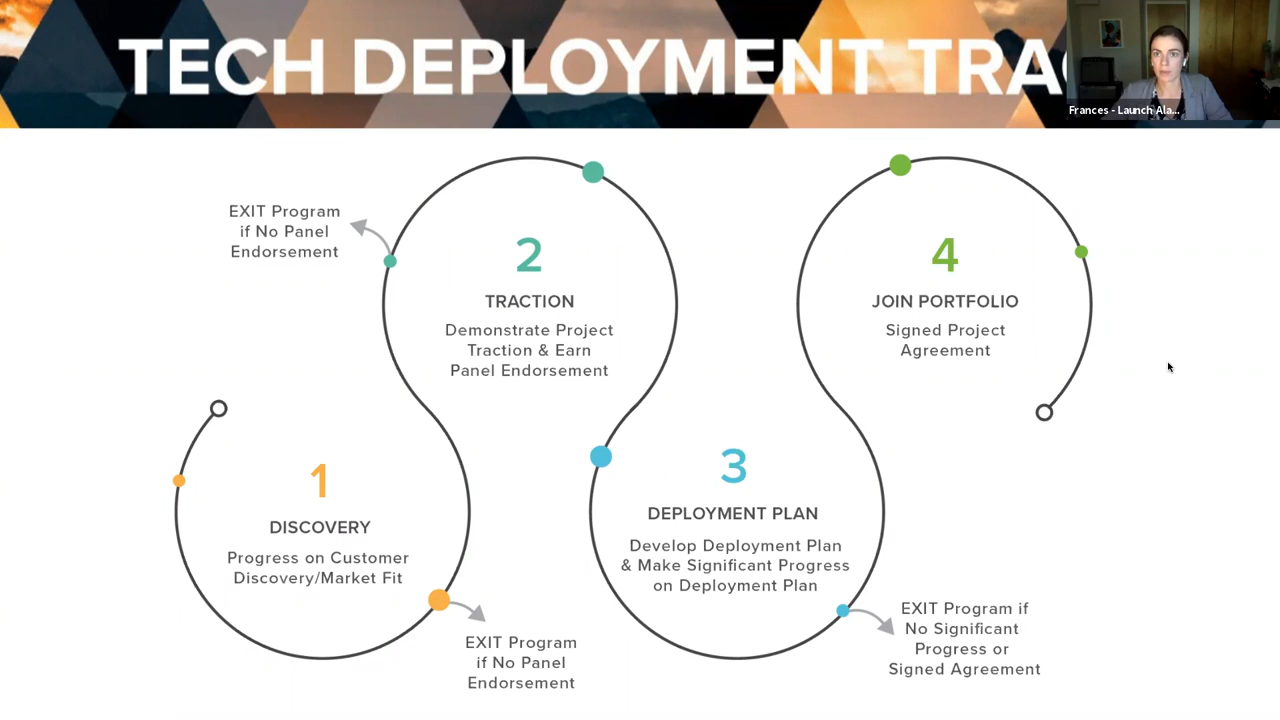 TECH DEPLOYMENT TRA
Frances - Launch Ala...
EXIT Program
if No Panel
Endorsement
2
TRACTION
Demonstrate Project
Traction & Earn
Panel Endorsement
4
JOIN PORTFOLIO
Signed Project
Agreement
1
DISCOVERY
Progress on Customer
Discovery/Market Fit
EXIT Program
if No Panel
Endorsement
3
DEPLOYMENT PLAN
Develop Deployment Plan
& Make Significant Progress
on Deployment Plan
EXIT Program if
No Significant
Progress or
Signed Agreement